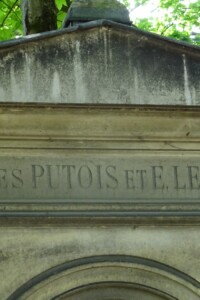 ES PUTOIS ET E. LE